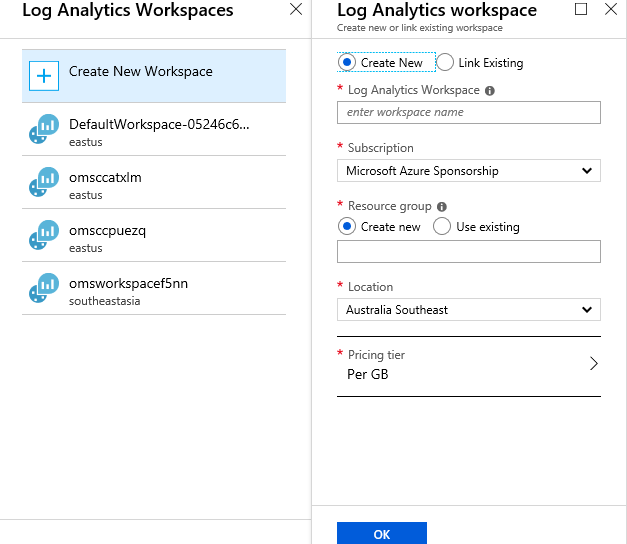 Log Analytics Workspaces
Create New Workspace
DefaultWorkspace-05246c6...
eastus
omsccatxlm
eastus
omsccpuezq
eastus
omsworkspacef5nn
southeastasia
Log Analytics workspace
Create new or link existing workspace
Create New Link Existing
* Log Analytics Workspace
enter workspace name
* Subscription
Microsoft Azure Sponsorship
* Resource group
Create new Use existing
* Location
Australia Southeast
* Pricing tier
Per GB
OK